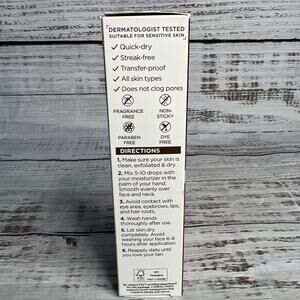 DERMATOLOGIST TESTED
SUITABLE FOR SENSITIVE SKIN
✓ Quick-dry
✓ Streak-free
✓ Transfer-proof
✓ All skin types
✓ Does not clog pores
FRAGRANCE
FREE
NON-
STICKY
PARABEN
FREE
DYE
FREE
DIRECTIONS
1. Make sure your skin is
clean, exfoliated & dry.
2. Mix 5-10 drops with
your moisturizer in the
palm of your hand.
Smooth evenly over
face and neck.
3. Avoid contact with
eye area, eyebrows, lips,
and hair roots.
4. Wash hands
thoroughly after use.
5. Let skin dry
completely. Avoid
washing your face 6-8
hours after application.
6. Reapply daily until
you love your tan.
FSC